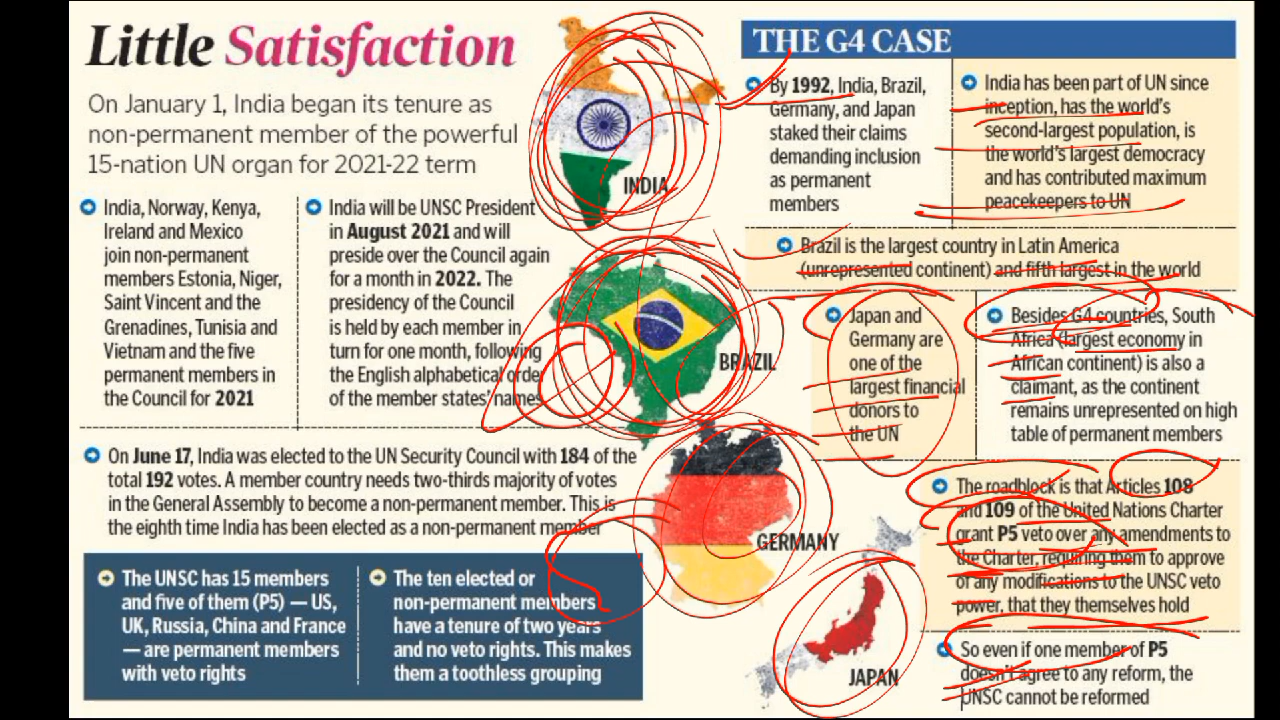 Little Satisfaction
On January 1, India began its tenure as
non-permanent member of the powerful
15-nation UN organ for 2021-22 term
India, Norway, Kenya,
Ireland and Mexico
join non-permanent
members Estonia, Niger,
Saint Vincent and the
Grenadines, Tunisia and
Vietnam and the five
permanent members in
the Council for 2021
India will be UNSC President
in August 2021 and will
preside over the Council again
for a month in 2022. The
presidency of the Council
is held by each member in
turn for one month, following
the English alphabetical order
of the member states' names
On June 17, India was elected to the UN Security Council with 184 of the
total 192 votes. A member country needs two-thirds majority of votes
in the General Assembly to become a non-permanent member. This is
the eighth time India has been elected as a non-permanent member
The UNSC has 15 members
and five of them (P5) — US,
UK, Russia, China and France
— are permanent members
with veto rights
The ten elected or
non-permanent members
have a tenure of two years
and no veto rights. This makes
them a toothless grouping
INDIA
BRAZIL
GERMANY
JAPAN
THE G4 CASE
By 1992, India, Brazil,
Germany, and Japan
staked their claims
demanding inclusion
as permanent
members
India has been part of UN since
inception, has the world's
second-largest population, is
the world's largest democracy
and has contributed maximum
peacekeepers to UN
Brazil is the largest country in Latin America
(unrepresented continent) and fifth largest in the world
Japan and
Germany are
one of the
largest financial
donors to
the UN
Besides G4 countries, South
Africa (largest economy in
African continent) is also a
claimant, as the continent
remains unrepresented on high
table of permanent members
The roadblock is that Articles 108
and 109 of the United Nations Charter
grant P5 veto over any amendments to
the Charter, requiring them to approve
of any modifications to the UNSC veto
power, that they themselves hold
So even if one member of P5
doesn't agree to any reform, the
UNSC cannot be reformed